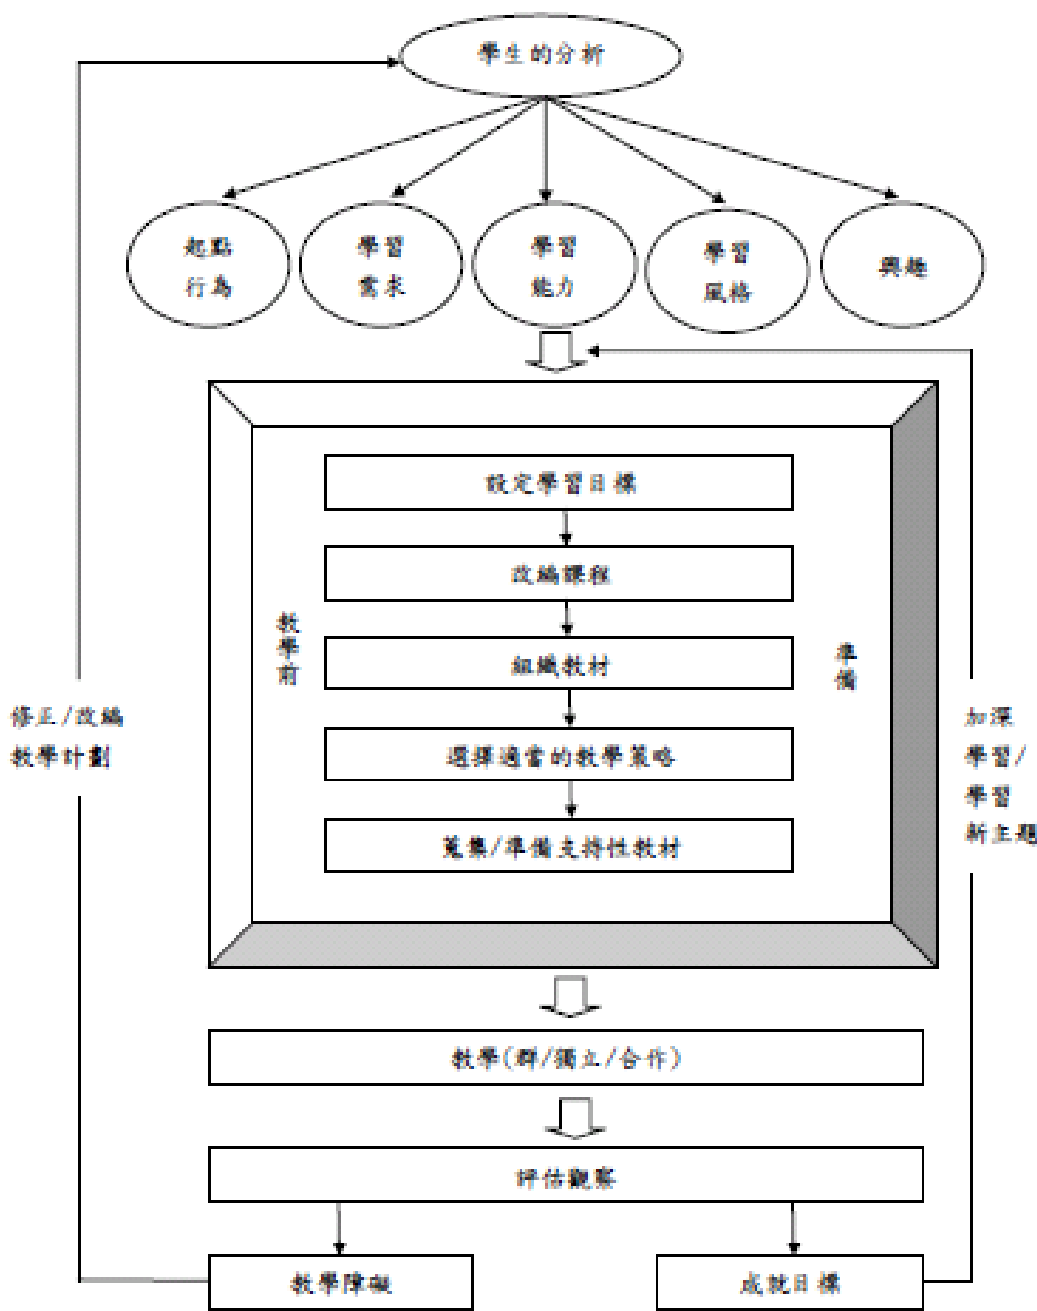 學生的分析
起點
行為
學習
需求
學習
能力
學習
風格
興趣
設定學習目標
改編課程
教學前
組織教材
準備
修正/改編
教學計劃
選擇適當的教學策略
加深
學習/
學習
新主題
蒐集/準備支持性教材
教學(群/獨立/合作)
評估觀察
教學障礙
成就目標